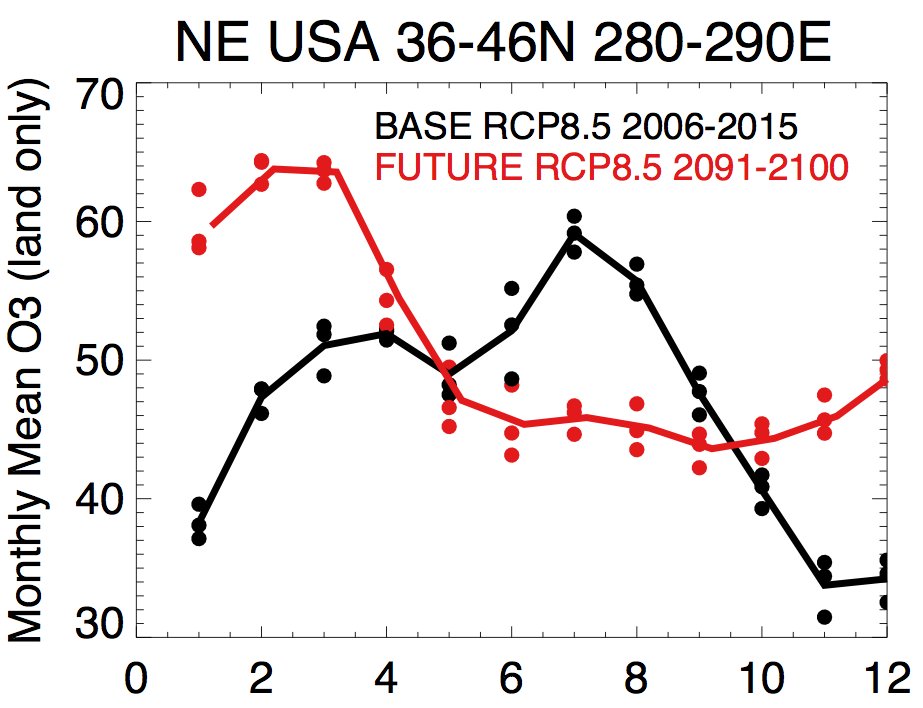 NE USA 36-46N 280-290E
Monthly Mean O3 (land only)
70
60
50
40
30
BASE RCP8.5 2006-2015
FUTURE RCP8.5 2091-2100
0 2 4 6 8 10 12